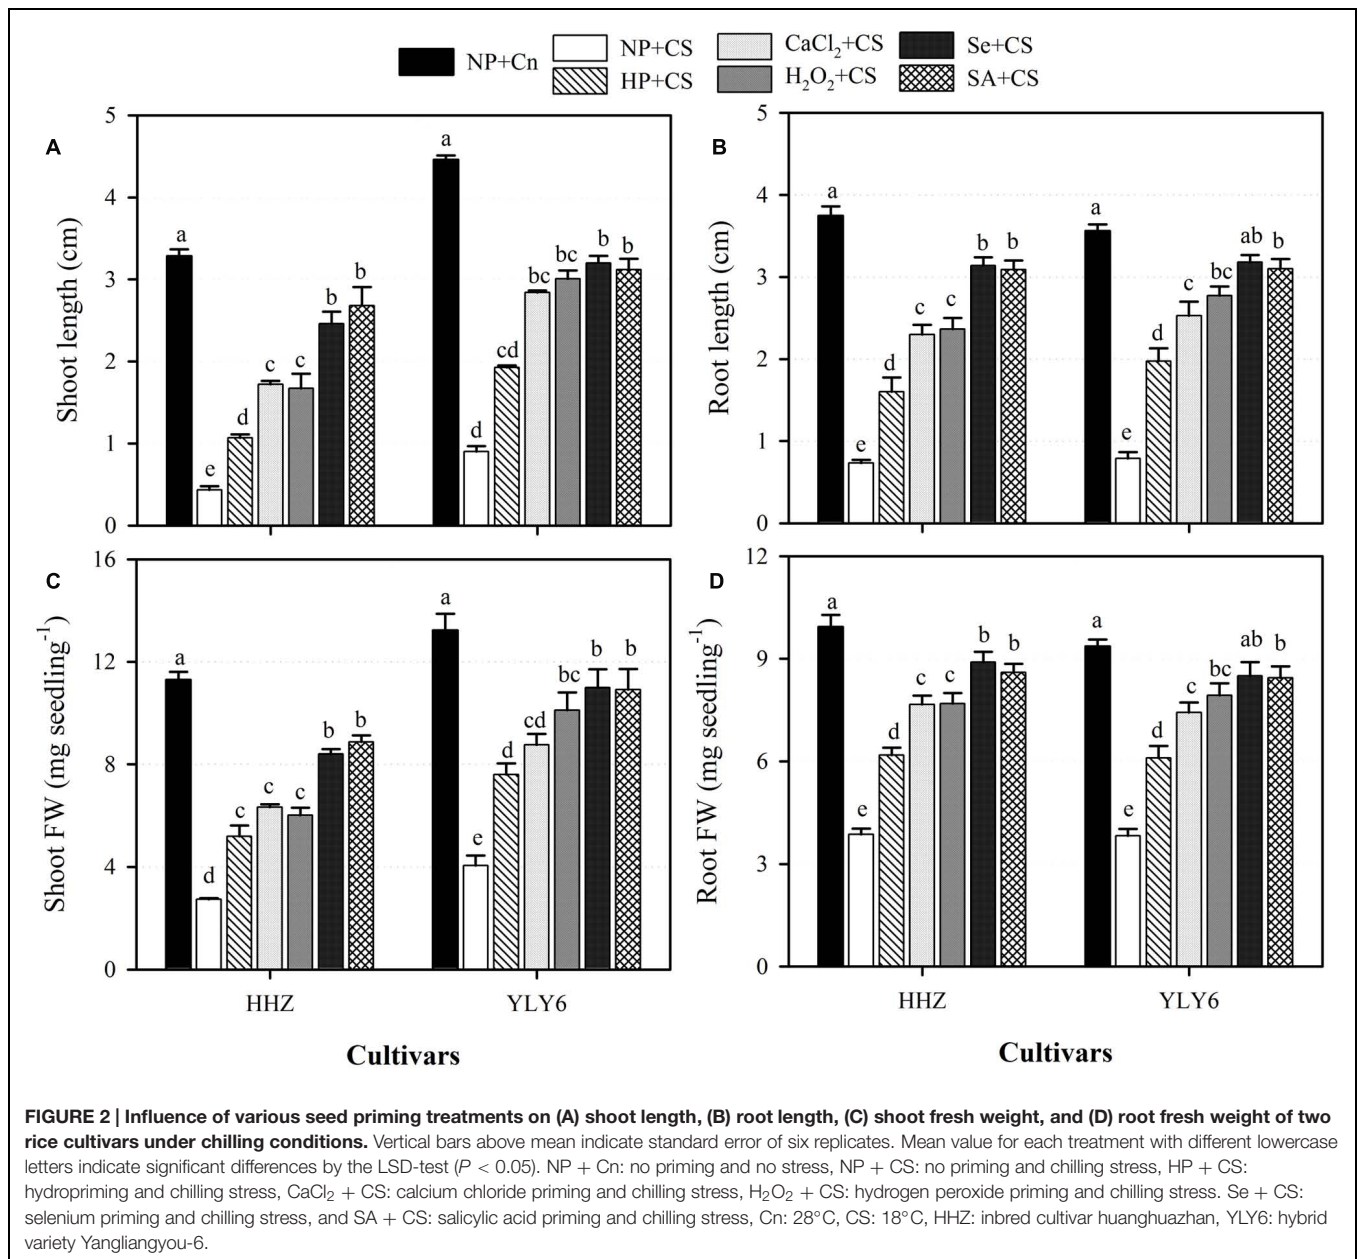 NP+Cn
NP+CS
HP+CS
CaCl2+CS
H2O2+CS
Se+CS
SA+CS
A
Shoot length (cm)
5
4
3
2
1
0
a
e
d
c
c
b
b
a
d
cd
bc
bc
b
b
B
Root length (cm)
5
4
3
2
1
0
a
e
d
c
c
b
b
a
e
d
c
bc
ab
b
C
Shoot FW (mg seedling-1)
16
12
8
4
0
a
d
c
c
c
b
b
a
e
d
cd
bc
b
b
HHZ
YLY6
Cultivars
D
Root FW (mg seedling-1)
12
9
6
3
0
a
e
d
c
c
b
b
a
e
d
c
bc
ab
b
HHZ
YLY6
Cultivars
FIGURE 2 | Influence of various seed priming treatments on (A) shoot length, (B) root length, (C) shoot fresh weight, and (D) root fresh weight of two
rice cultivars under chilling conditions. Vertical bars above mean indicate standard error of six replicates. Mean value for each treatment with different lowercase
letters indicate significant differences by the LSD-test (P < 0.05). NP + Cn: no priming and no stress, NP + CS: no priming and chilling stress, HP + CS:
hydropriming and chilling stress, CaCl2 + CS: calcium chloride priming and chilling stress, H2O2 + CS: hydrogen peroxide priming and chilling stress. Se + CS:
selenium priming and chilling stress, and SA + CS: salicylic acid priming and chilling stress, Cn: 28°C, CS: 18°C, HHZ: inbred cultivar huanghuazhan, YLY6: hybrid
variety Yangliangyou-6.